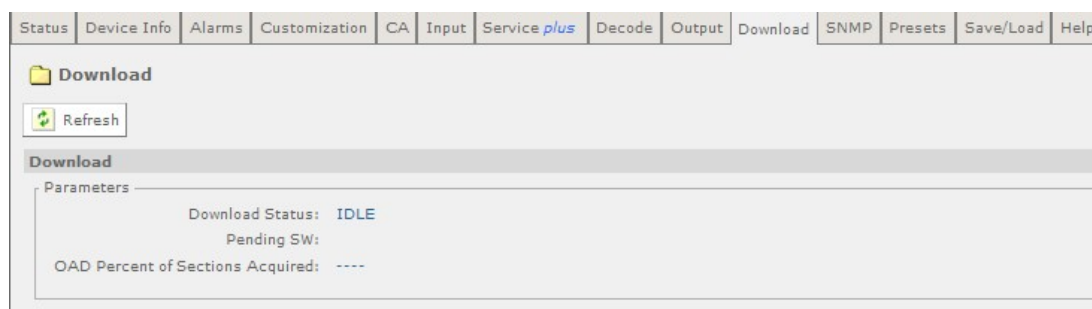 Status Device Info Alarms Customization CA Input Service plus Decode Output Download SNMP Presets Save/Load Help
Download
Refresh
Download
Parameters
Download Status: IDLE
Pending SW:
OAD Percent of Sections Acquired: ----